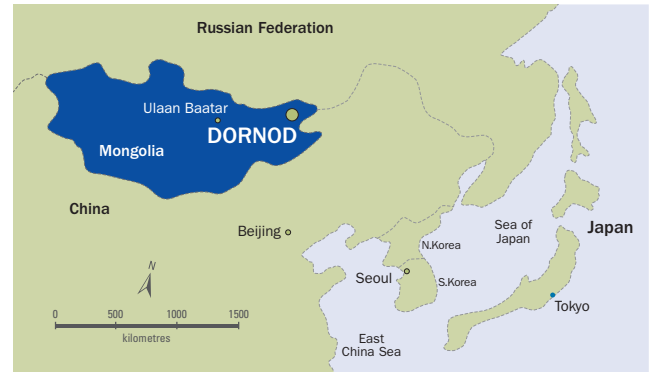 Russian Federation
Ulaan Baatar
DORNOD
Mongolia
China
Beijing
Sea of
Japan
Japan
N.Korea
Seoul
S.Korea
N
Tokyo
0 500 1000 1500
kilometres
East
China Sea